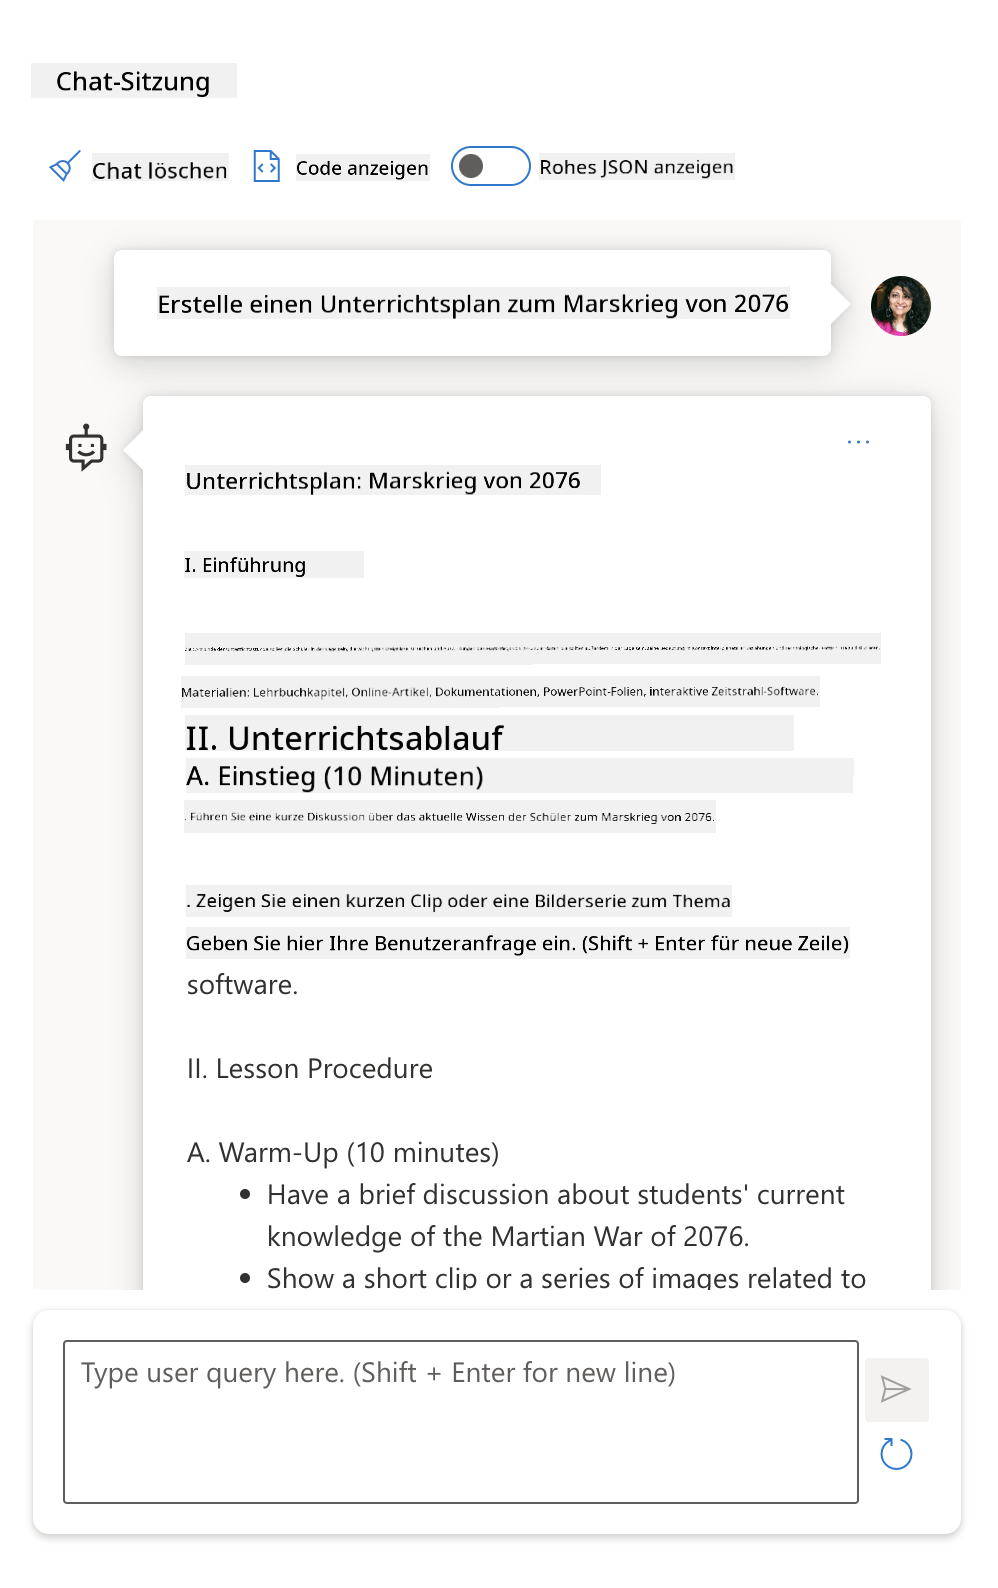 Chat-Sitzung
Chat löschen
Code anzeigen
Rohes JSON anzeigen
Erstelle einen Unterrichtsplan zum Marskrieg von 2076
Unterrichtsplan: Marskrieg von 2076
I. Einführung
Materialien: Lehrbuchkapitel, Online-Artikel, Dokumentationen, PowerPoint-Folien, interaktive Zeitstrahl-Software.
II. Unterrichtsablauf
A. Einstieg (10 Minuten)
. Führen Sie eine kurze Diskussion über das aktuelle Wissen der Schüler zum Marskrieg von 2076.
. Zeigen Sie einen kurzen Clip oder eine Bilderserie zum Thema
Geben Sie hier Ihre Benutzeranfrage ein. (Shift + Enter für neue Zeile)
software.
II. Lesson Procedure
A. Warm-Up (10 minutes)
• Have a brief discussion about students' current
knowledge of the Martian War of 2076.
• Show a short clip or a series of images related to
Type user query here. (Shift + Enter for new line)